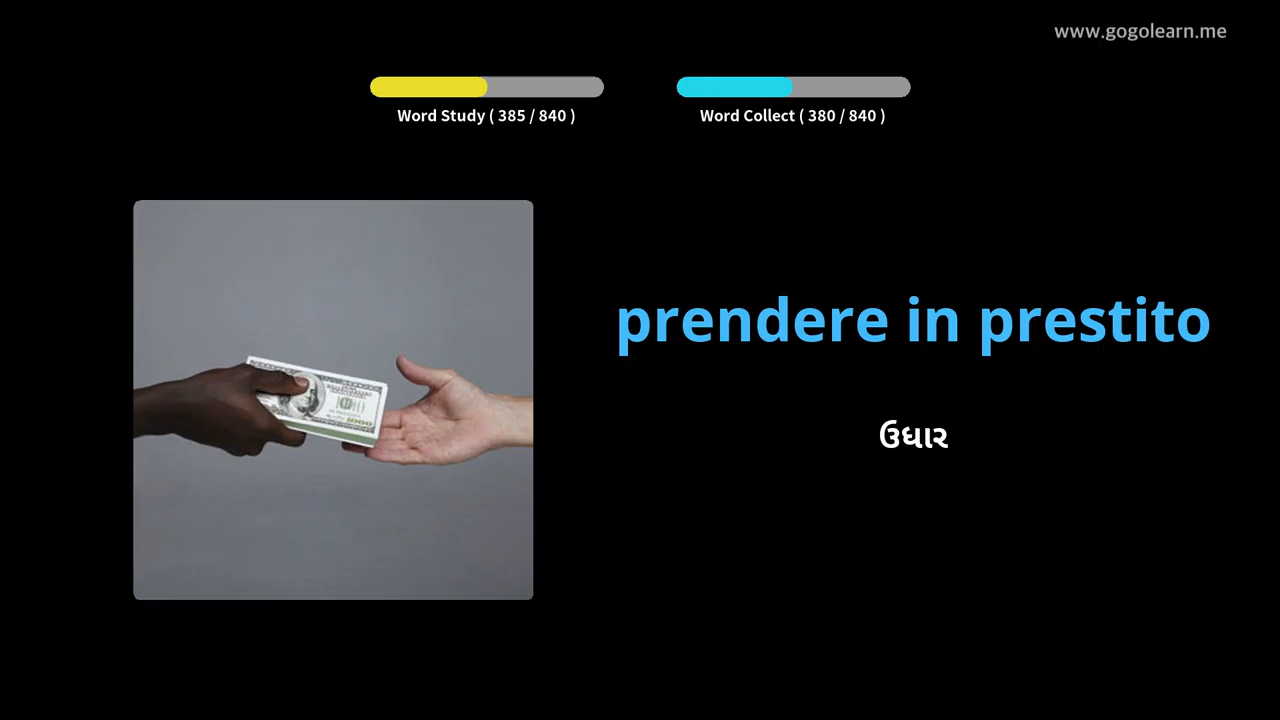 www.gogolearn.me
Word Study ( 385 / 840 )
Word Collect ( 380 / 840 )
prendere in prestito
ઉધાર